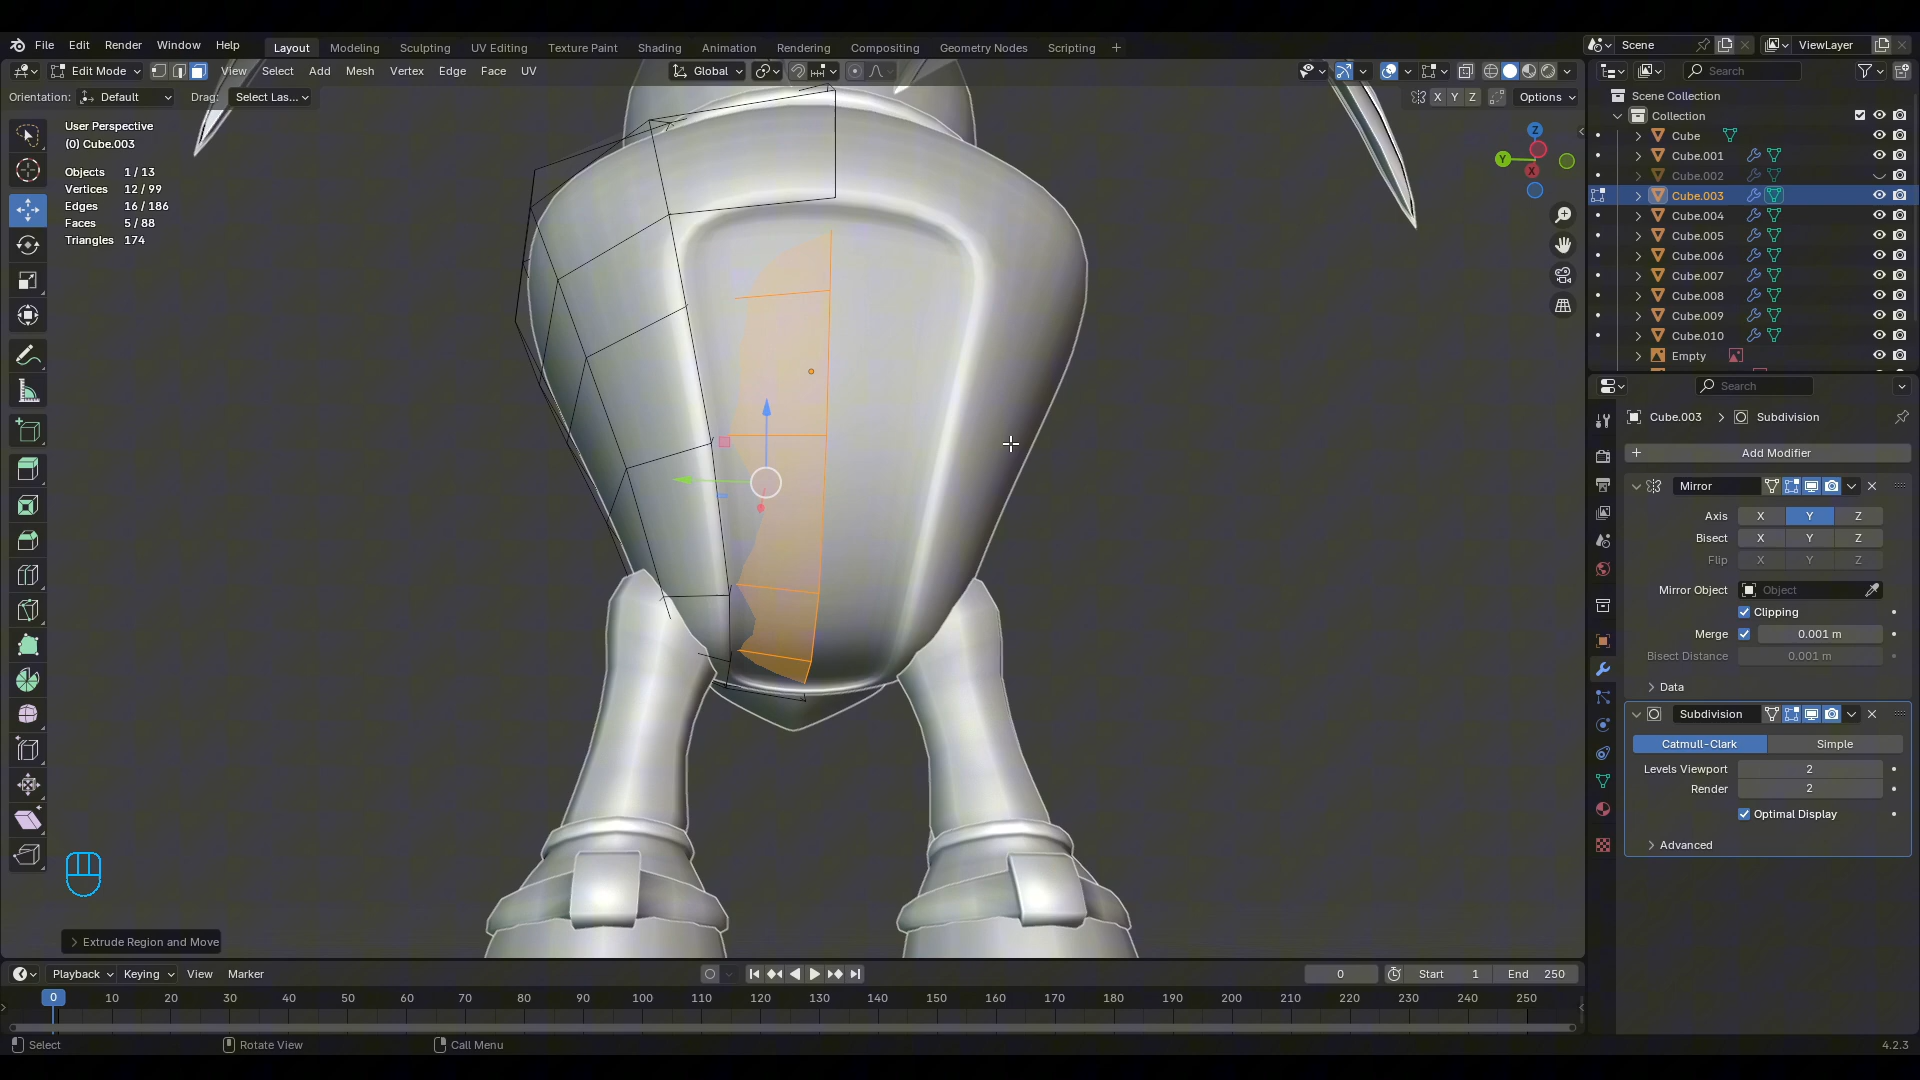 File Edit Render Window Help Layout Modeling Sculpting UV Editing Texture Paint Shading Animation Rendering Compositing Geometry Nodes Scripting + Scene ViewLayer
Edit Mode View Select Add Mesh Vertex Edge Face UV Global Search
Orientation: Default Drag: Select Las... X Y Z Options
User Perspective
(0) Cube.003
Objects 1 / 13
Vertices 12 / 99
Edges 16 / 186
Faces 5 / 88
Triangles 174
Z
Y
X
Scene Collection
Collection
Cube
Cube.001
Cube.002
Cube.003
Cube.004
Cube.005
Cube.006
Cube.007
Cube.008
Cube.009
Cube.010
Empty
Search
Cube.003 > Subdivision
+ Add Modifier
Mirror
Axis X Y Z
Bisect X Y Z
Flip X Y Z
Mirror Object Object
Clipping
Merge 0.001 m
Bisect Distance 0.001 m
Data
Subdivision
Catmull-Clark Simple
Levels Viewport 2
Render 2
Optimal Display
Advanced
Extrude Region and Move
Playback Keying View Marker 0 Start 1 End 250
0 10 20 30 40 50 60 70 80 90 100 110 120 130 140 150 160 170 180 190 200 210 220 230 240 250
Select Rotate View Call Menu 4.2.3